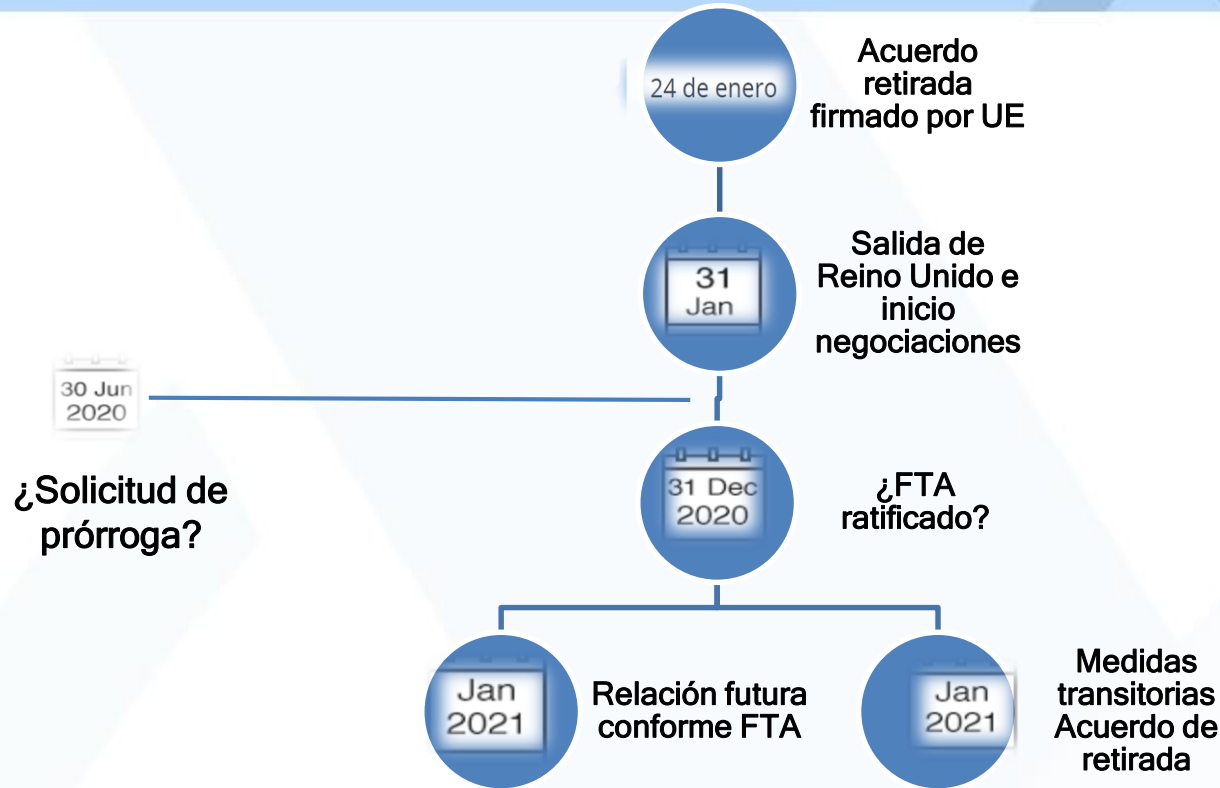 24 de enero
Acuerdo
retirada
firmado por UE
31
Jan
Salida de
Reino Unido e
inicio
negociaciones
30 Jun
2020
¿Solicitud de
prórroga?
31 Dec
2020
¿FTA
ratificado?
Jan
2021
Relación futura
conforme FTA
Jan
2021
Medidas
transitorias
Acuerdo de
retirada